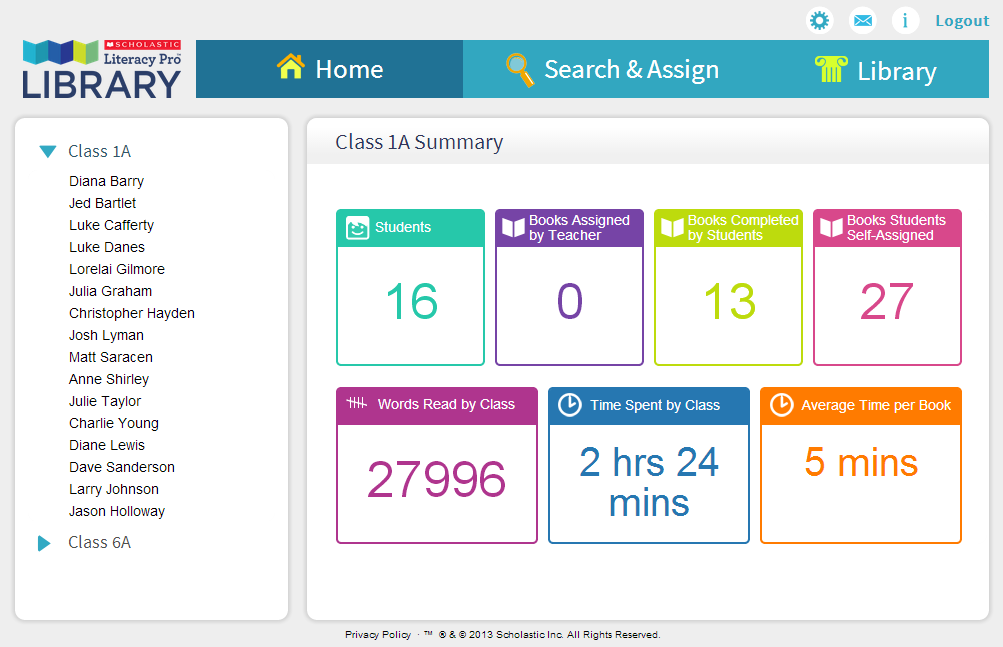 Logout
SCHOLASTIC
Literacy Pro™
LIBRARY
Home
Search & Assign
Library
Class 1A
Diana Barry
Jed Bartlet
Luke Cafferty
Luke Danes
Lorelai Gilmore
Julia Graham
Christopher Hayden
Josh Lyman
Matt Saracen
Anne Shirley
Julie Taylor
Charlie Young
Diane Lewis
Dave Sanderson
Larry Johnson
Jason Holloway
Class 6A
Class 1A Summary
Students
16
Books Assigned
by Teacher
0
Books Completed
by Students
13
Books Students
Self-Assigned
27
Words Read by Class
27996
Time Spent by Class
2 hrs 24
mins
Average Time per Book
5 mins
Privacy Policy · ™ ® & © 2013 Scholastic Inc. All Rights Reserved.